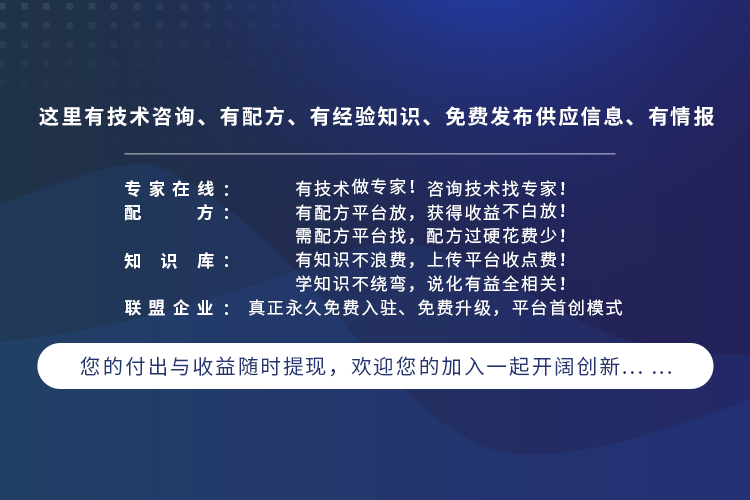 这里有技术咨询、有配方、有经验知识、免费发布供应信息、有情报
专家在线： 有技术做专家！咨询技术找专家！
配方： 有配方平台放，获得收益不白放！
需配方平台找，配方过硬花费少！
知识库： 有知识不浪费，上传平台收点费！
学知识不绕弯，说化有益全相关！
联盟企业： 真正永久免费入驻、免费升级，平台首创模式
您的付出与收益随时提现，欢迎您的加入一起开阔创新... ...